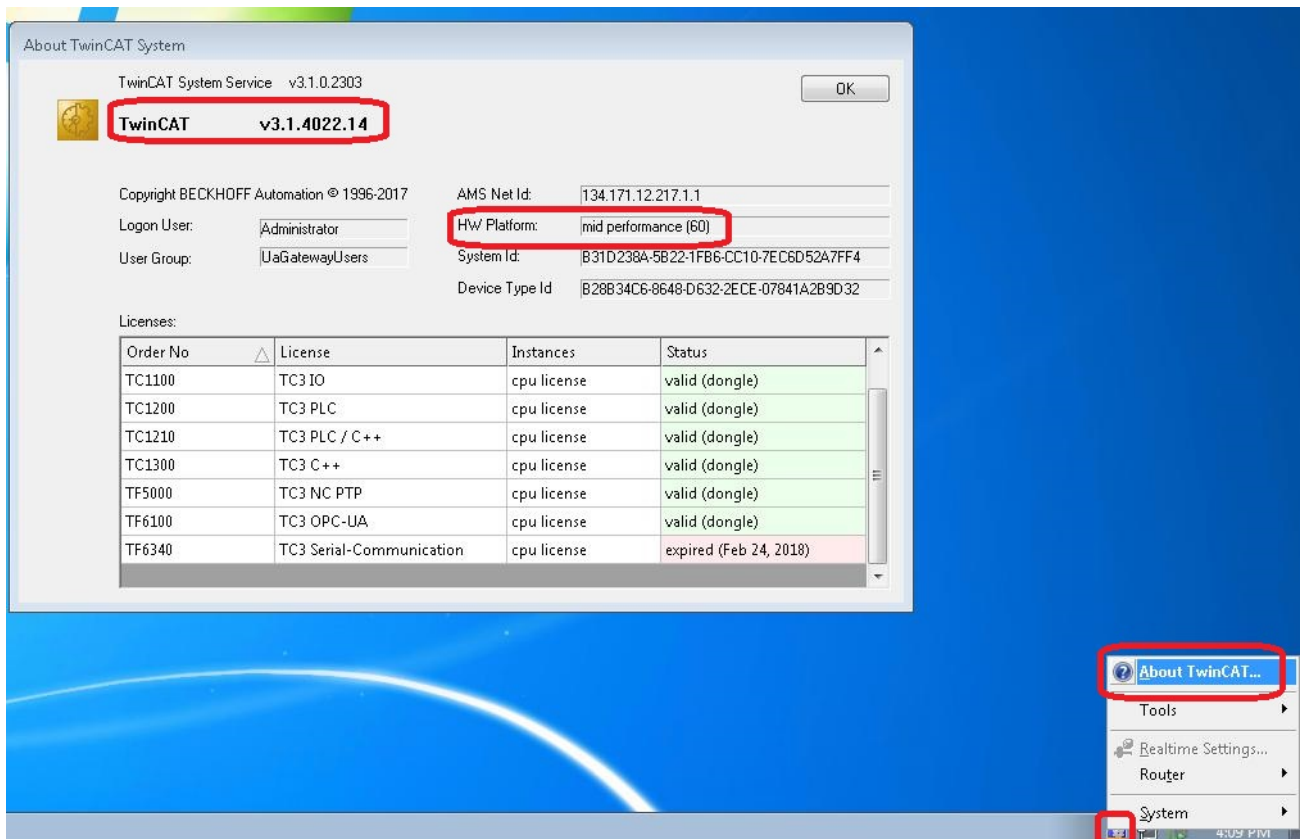 About TwinCAT System
TwinCAT System Service v3.1.0.2303
OK
TwinCAT v3.1.4022.14
Copyright BECKHOFF Automation © 1996-2017
AMS Net Id: 134.171.12.217.1.1
Logon User: Administrator
HW Platform: mid performance (60)
User Group: UaGatewayUsers
System Id: B31D238A-5B22-1FB6-CC10-7EC6D52A7FF4
Device Type Id B28B34C6-8648-D632-2ECE-07841A2B9D32
Licenses:
Order No License Instances Status
TC1100 TC3 IO cpu license valid (dongle)
TC1200 TC3 PLC cpu license valid (dongle)
TC1210 TC3 PLC / C++ cpu license valid (dongle)
TC1300 TC3 C++ cpu license valid (dongle)
TF5000 TC3 NC PTP cpu license valid (dongle)
TF6100 TC3 OPC-UA cpu license valid (dongle)
TF6340 TC3 Serial-Communication cpu license expired (Feb 24, 2018)
About TwinCAT...
Tools
Realtime Settings...
Router
System
4:09 PM